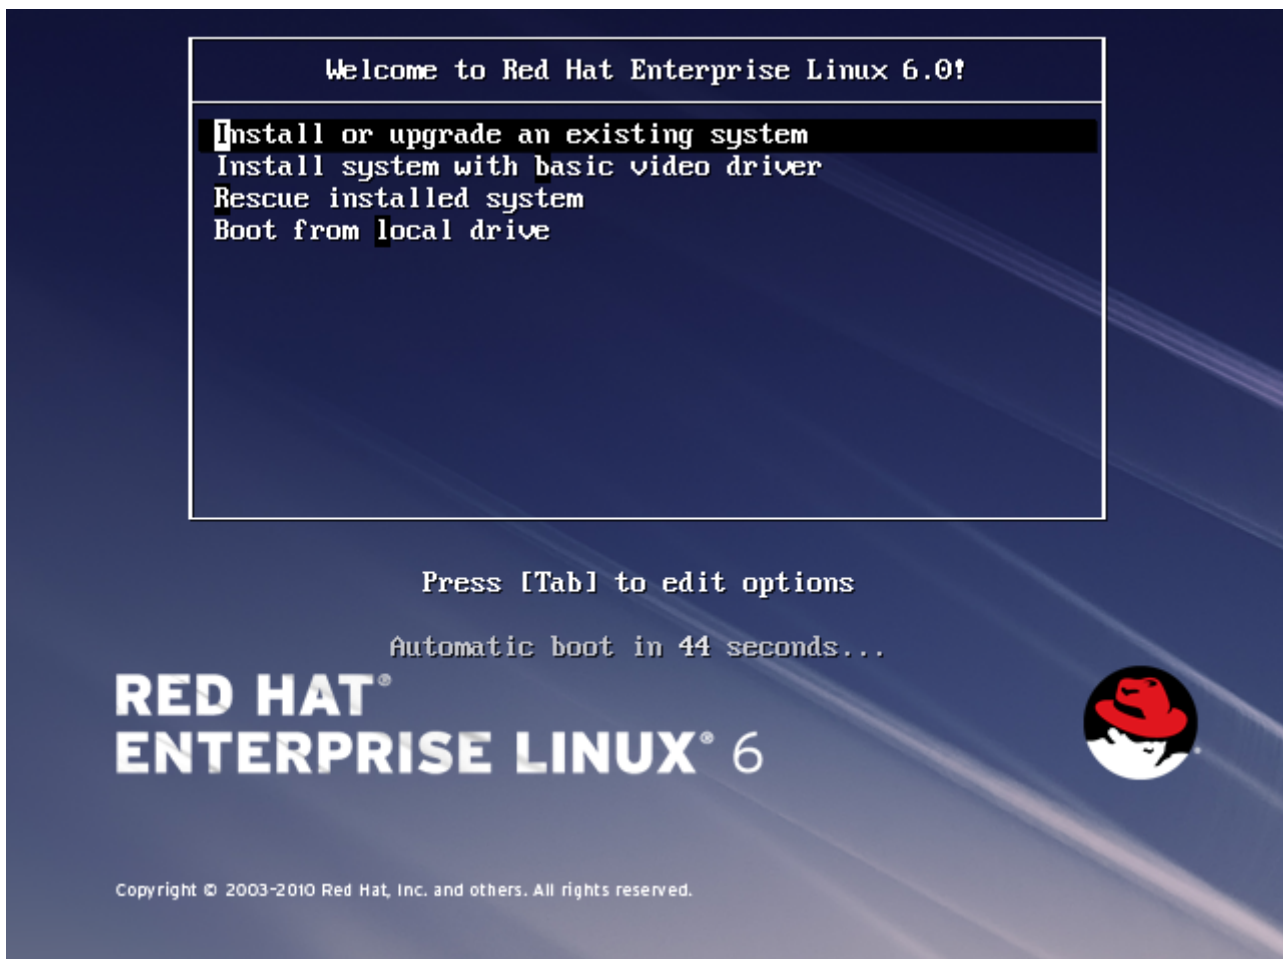 Welcome to Red Hat Enterprise Linux 6.0!
Install or upgrade an existing system
Install system with basic video driver
Rescue installed system
Boot from local drive
Press [Tab] to edit options
Automatic boot in 44 seconds...
RED HAT®
ENTERPRISE LINUX® 6
Copyright © 2003-2010 Red Hat, Inc. and others. All rights reserved.